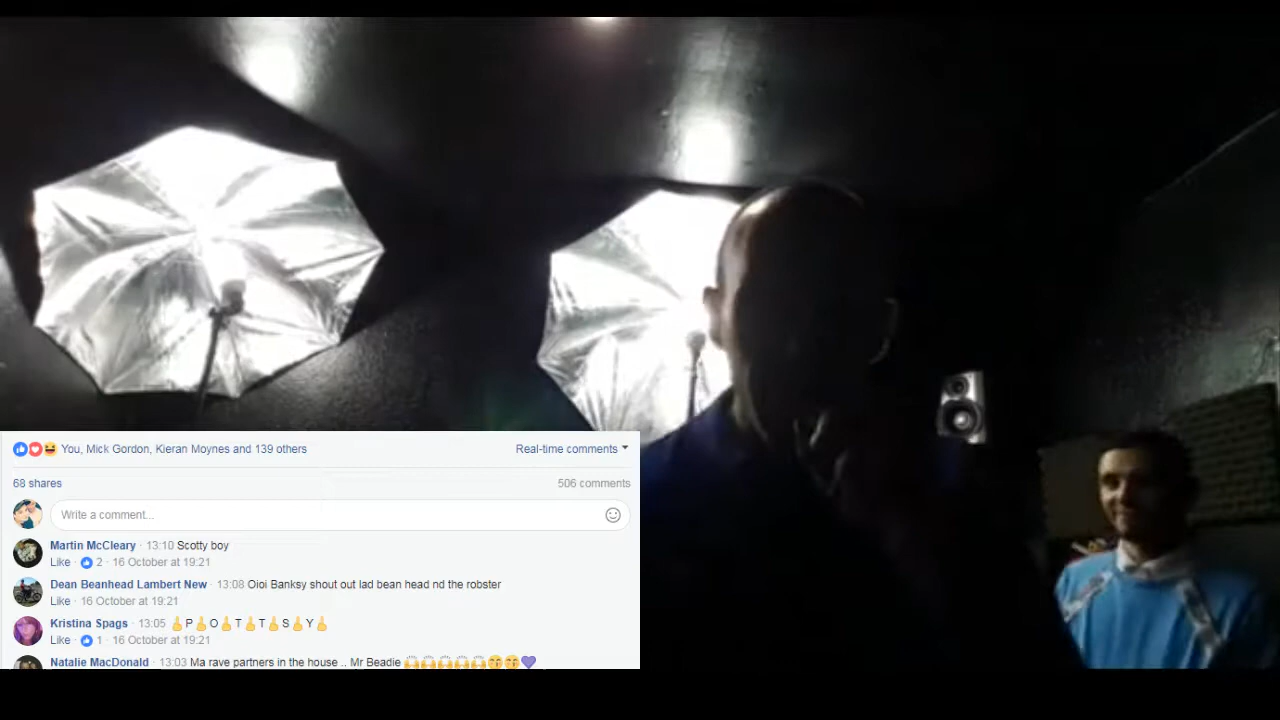 You, Mick Gordon, Kieran Moynes and 139 others Real-time comments
68 shares 506 comments
Write a comment...
Martin McCleary · 13:10 Scotty boy
Like · 2 · 16 October at 19:21
Dean Beanhead Lambert New · 13:08 Oioi Banksy shout out lad bean head nd the robster
Like · 16 October at 19:21
Kristina Spags · 13:05 👆P👆O👆T👆T👆S👆Y👆
Like · 1 · 16 October at 19:21
Natalie MacDonald · 13:03 Ma rave partners in the house .. Mr Beadie